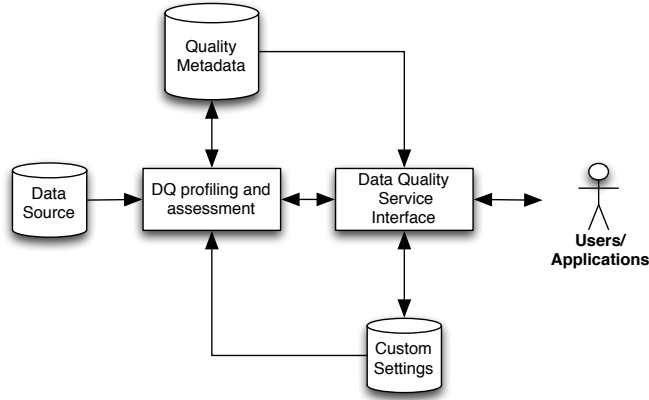 Quality
Metadata
Data
Source
DQ profiling and
assessment
Data Quality
Service
Interface
Users/
Applications
Custom
Settings